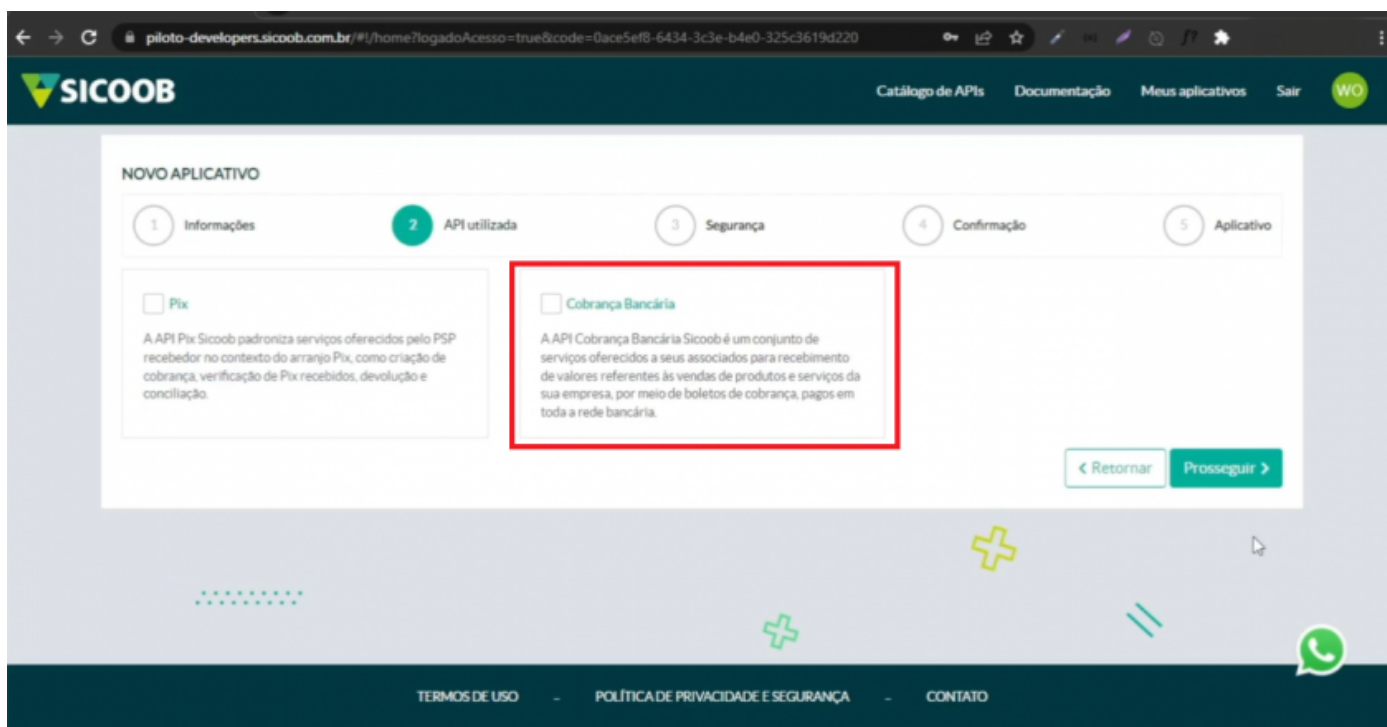 piloto-developers.sicoob.com.br/#!/home?logadoAcesso=true&code=0ace5ef8-6434-3c3e-b4e0-325c3619d220
SICOOB
Catálogo de APIs Documentação Meus aplicativos Sair WO
NOVO APLICATIVO
1 Informações 2 API utilizada 3 Segurança 4 Confirmação 5 Aplicativo
Pix
A API Pix Sicoob padroniza serviços oferecidos pelo PSP
recebedor no contexto do arranjo Pix, como criação de
cobrança, verificação de Pix recebidos, devolução e
conciliação.
Cobrança Bancária
A API Cobrança Bancária Sicoob é um conjunto de
serviços oferecidos a seus associados para recebimento
de valores referentes às vendas de produtos e serviços da
sua empresa, por meio de boletos de cobrança, pagos em
toda a rede bancária.
< Retornar Prosseguir >
TERMOS DE USO - POLÍTICA DE PRIVACIDADE E SEGURANÇA - CONTATO